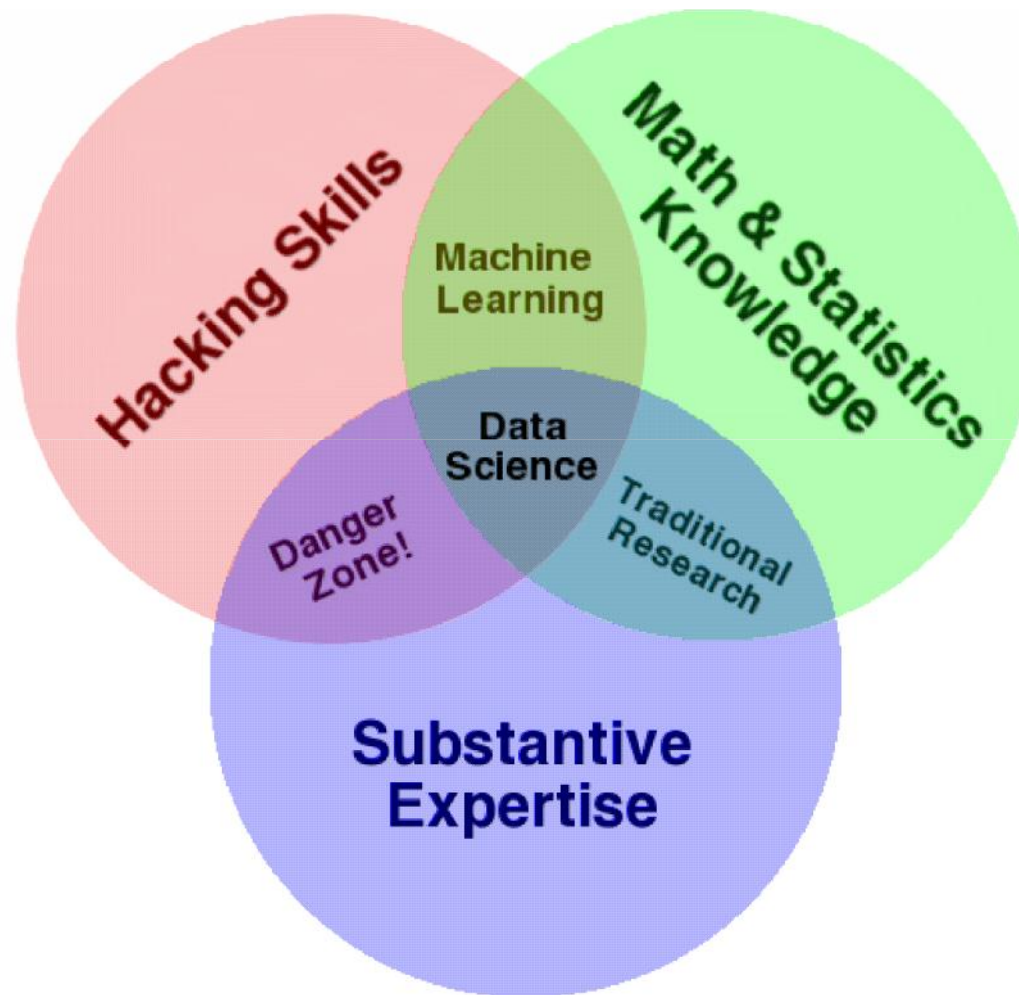 Hacking Skills
Math & Statistics
Knowledge
Machine
Learning
Data
Science
Danger
Zone!
Traditional
Research
Substantive
Expertise